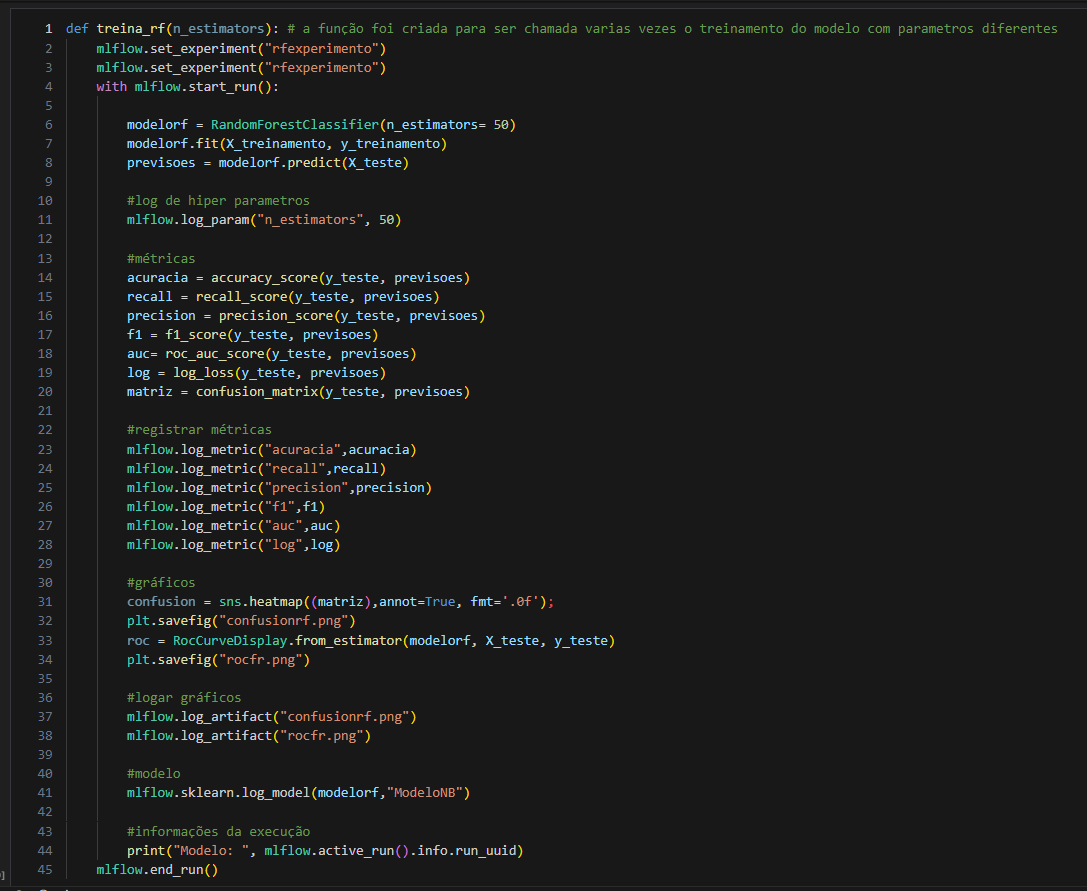 1 def treina_rf(n_estimators): # a função foi criada para ser chamada varias vezes o treinamento do modelo com parametros diferentes
2 mlflow.set_experiment("rfexperimento")
3 mlflow.set_experiment("rfexperimento")
4 with mlflow.start_run():
5
6 modelorf = RandomForestClassifier(n_estimators= 50)
7 modelorf.fit(X_treinamento, y_treinamento)
8 previsoes = modelorf.predict(X_teste)
9
10 #log de hiper parametros
11 mlflow.log_param("n_estimators", 50)
12
13 #métricas
14 acuracia = accuracy_score(y_teste, previsoes)
15 recall = recall_score(y_teste, previsoes)
16 precision = precision_score(y_teste, previsoes)
17 f1 = f1_score(y_teste, previsoes)
18 auc= roc_auc_score(y_teste, previsoes)
19 log = log_loss(y_teste, previsoes)
20 matriz = confusion_matrix(y_teste, previsoes)
21
22 #registrar métricas
23 mlflow.log_metric("acuracia",acuracia)
24 mlflow.log_metric("recall",recall)
25 mlflow.log_metric("precision",precision)
26 mlflow.log_metric("f1",f1)
27 mlflow.log_metric("auc",auc)
28 mlflow.log_metric("log",log)
29
30 #gráficos
31 confusion = sns.heatmap((matriz),annot=True, fmt='.0f');
32 plt.savefig("confusionrf.png")
33 roc = RocCurveDisplay.from_estimator(modelorf, X_teste, y_teste)
34 plt.savefig("rocfr.png")
35
36 #logar gráficos
37 mlflow.log_artifact("confusionrf.png")
38 mlflow.log_artifact("rocfr.png")
39
40 #modelo
41 mlflow.sklearn.log_model(modelorf,"ModeloNB")
42
43 #informações da execução
44 print("Modelo: ", mlflow.active_run().info.run_uuid)
45 mlflow.end_run()